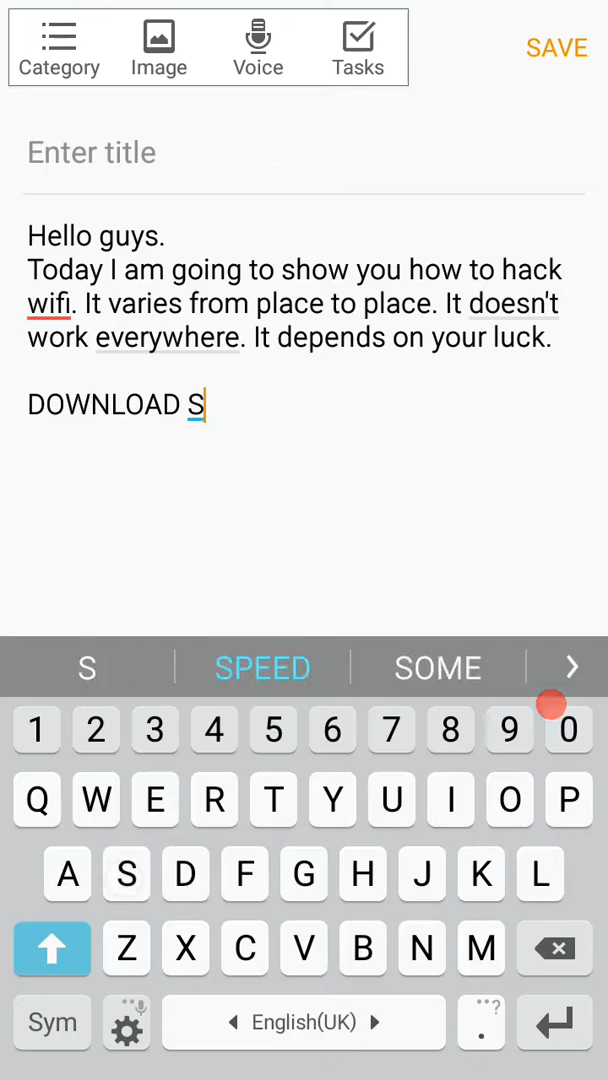 Category Image Voice Tasks
SAVE
Enter title
Hello guys.
Today I am going to show you how to hack
wifi. It varies from place to place. It doesn't
work everywhere. It depends on your luck.
DOWNLOAD S
S SPEED SOME
1 2 3 4 5 6 7 8 9 0
Q W E R T Y U I O P
A S D F G H J K L
Z X C V B N M
Sym English(UK) . ?